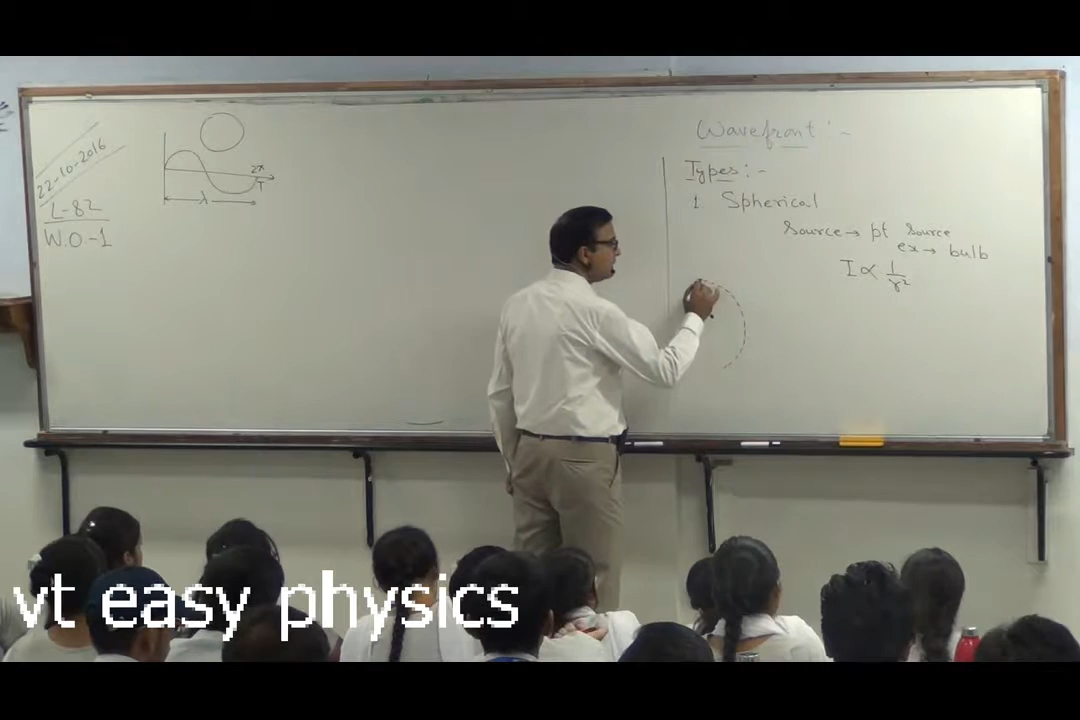 22-10-2016
L-82
W.O.-1
2π
T
λ
Wavefront :-
Types :-
1. Spherical
Source → pt source
ex → bulb
I ∝ 1/r²
vt easy physics